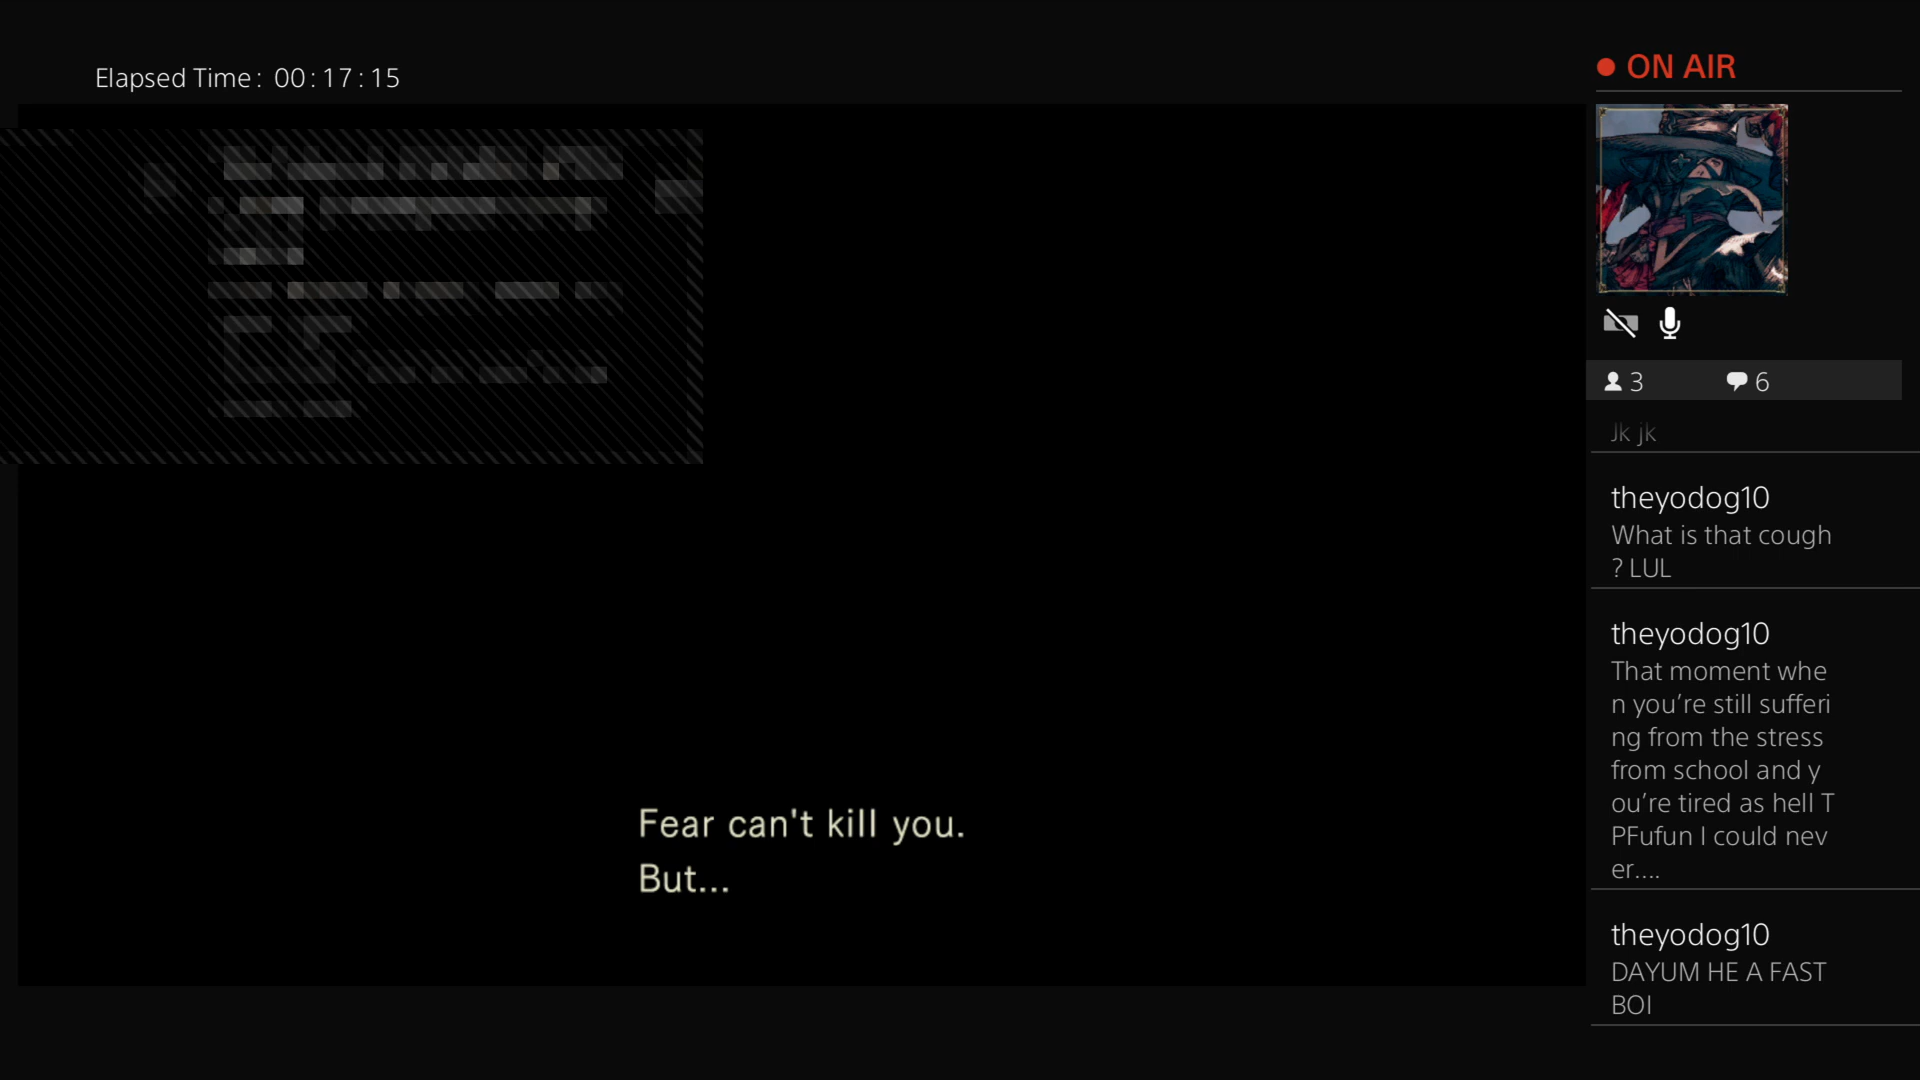 Elapsed Time: 00:17:15
ON AIR
3
6
Jk jk
theyodog10
What is that cough
? LUL
theyodog10
That moment whe
n you're still sufferi
ng from the stress
from school and y
ou're tired as hell T
PFufun I could nev
er....
theyodog10
DAYUM HE A FAST
BOI
Fear can't kill you.
But...